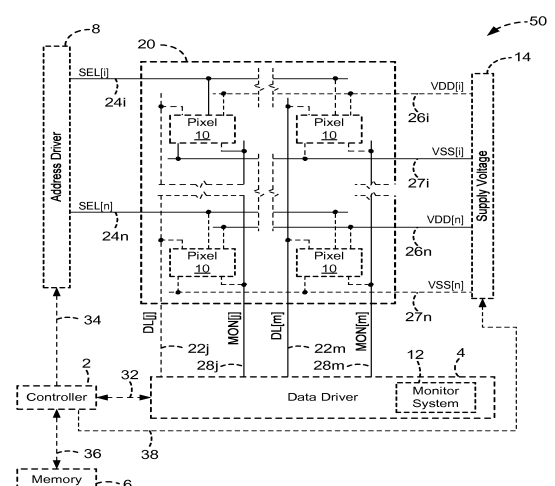 50
8
20
14
SEL[i]
24i
VDD[i]
26i
Pixel
10
Pixel
10
VSS[i]
27i
Address Driver
Supply Voltage
SEL[n]
24n
VDD[n]
26n
Pixel
10
Pixel
10
VSS[n]
27n
34
DL[j]
MON[j]
DL[m]
MON[m]
22j
28j
22m
28m
12
4
2
32
Controller
Data Driver
Monitor
System
38
36
Memory
6